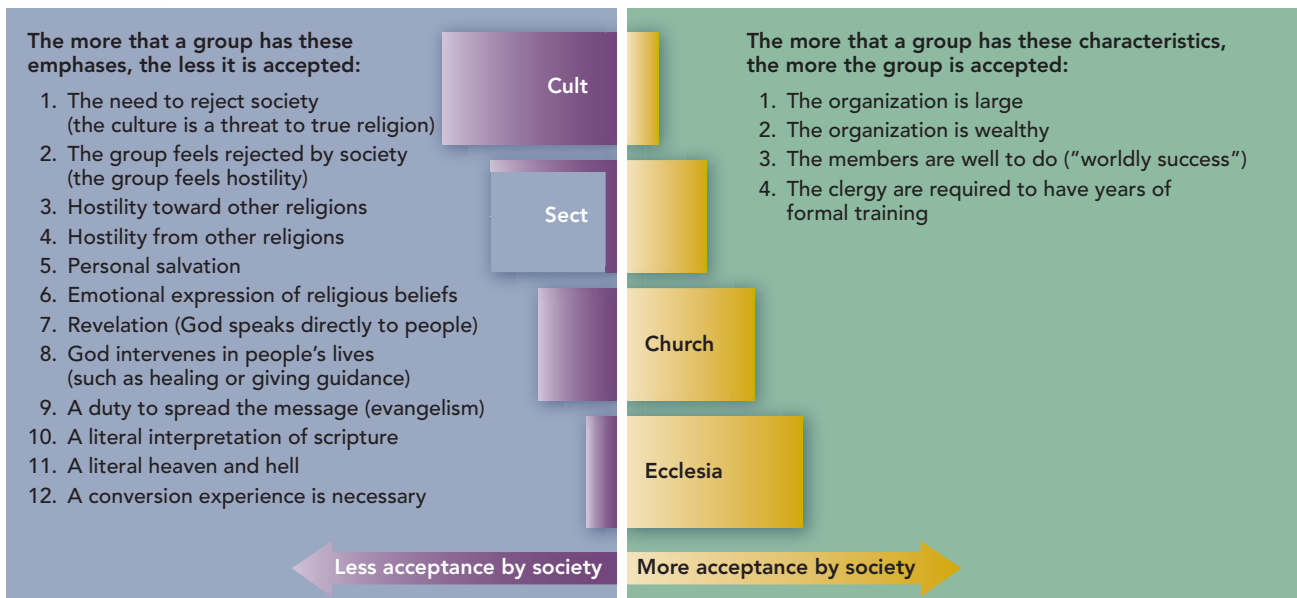 The more that a group has these
emphases, the less it is accepted:
1. The need to reject society
(the culture is a threat to true religion)
2. The group feels rejected by society
(the group feels hostility)
3. Hostility toward other religions
4. Hostility from other religions
5. Personal salvation
6. Emotional expression of religious beliefs
7. Revelation (God speaks directly to people)
8. God intervenes in people’s lives
(such as healing or giving guidance)
9. A duty to spread the message (evangelism)
10. A literal interpretation of scripture
11. A literal heaven and hell
12. A conversion experience is necessary
Cult
Sect
Church
Ecclesia
The more that a group has these characteristics,
the more the group is accepted:
1. The organization is large
2. The organization is wealthy
3. The members are well to do (”worldly success”)
4. The clergy are required to have years of
formal training
Less acceptance by society
More acceptance by society